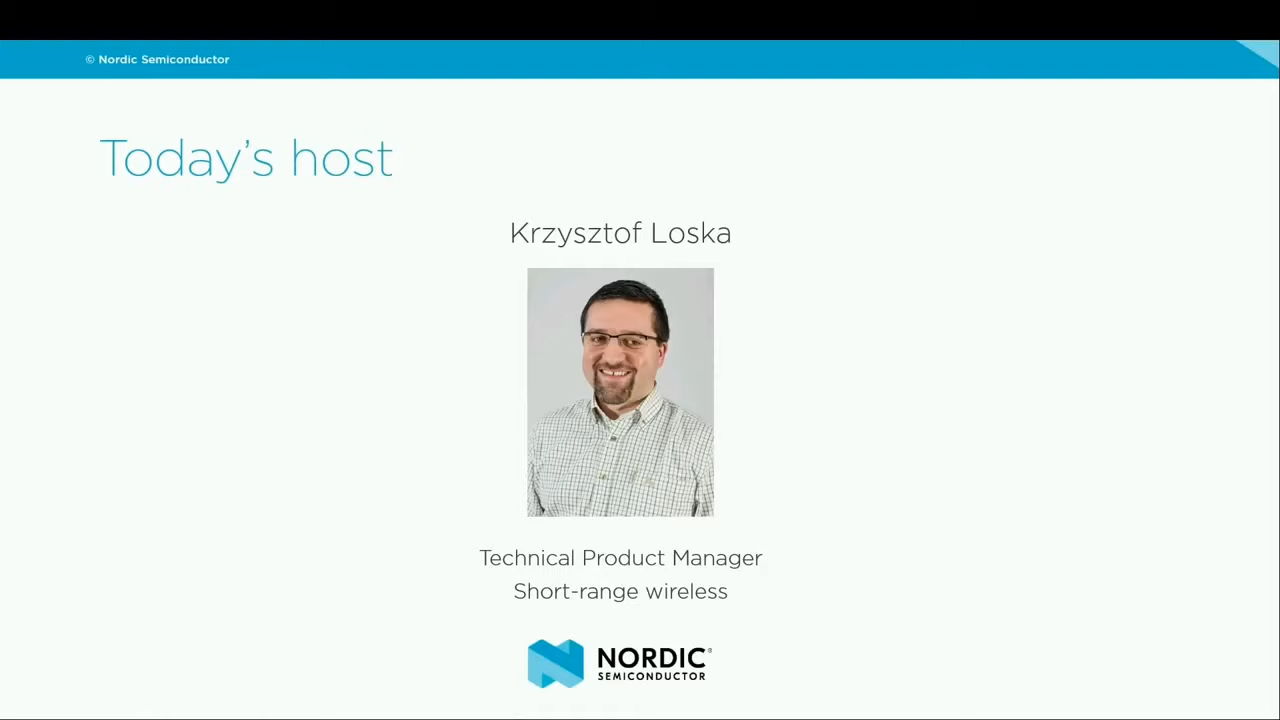 © Nordic Semiconductor
Today’s host
Krzysztof Loska
Technical Product Manager
Short-range wireless
NORDIC®
SEMICONDUCTOR